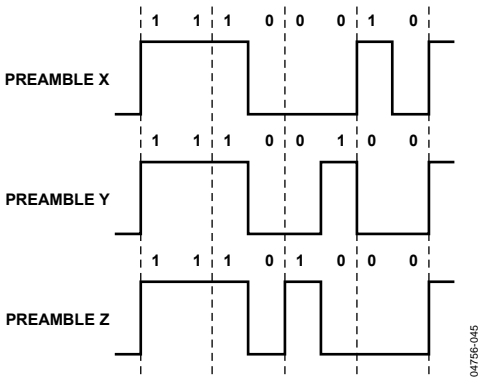 1 1 1 0 0 0 1 0
PREAMBLE X
1 1 1 0 0 1 0 0
PREAMBLE Y
1 1 1 0 1 0 0 0
PREAMBLE Z
04756-045